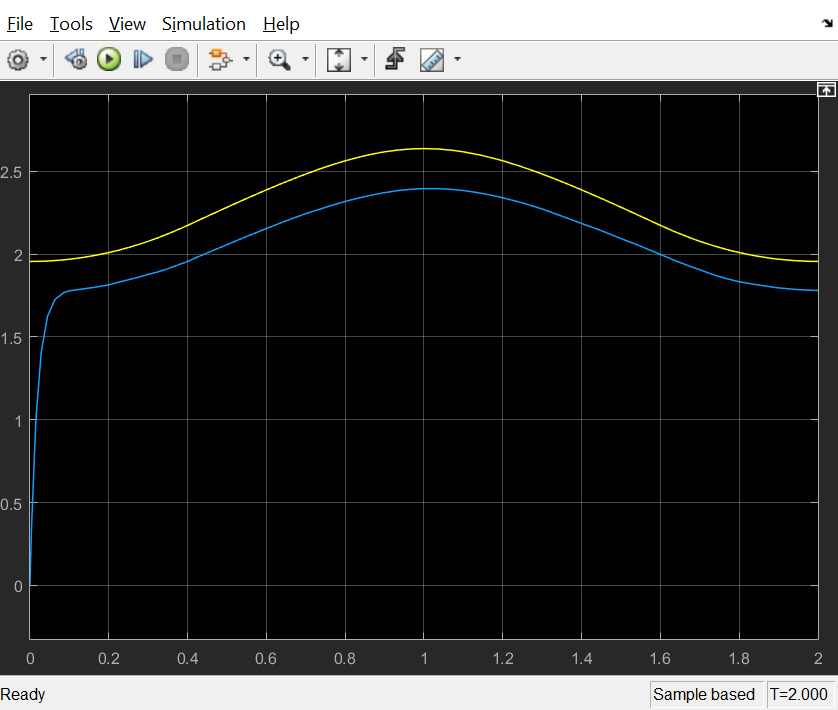 File Tools View Simulation Help
2.5
2
1.5
1
0.5
0
0 0.2 0.4 0.6 0.8 1 1.2 1.4 1.6 1.8 2
Ready Sample based T=2.000